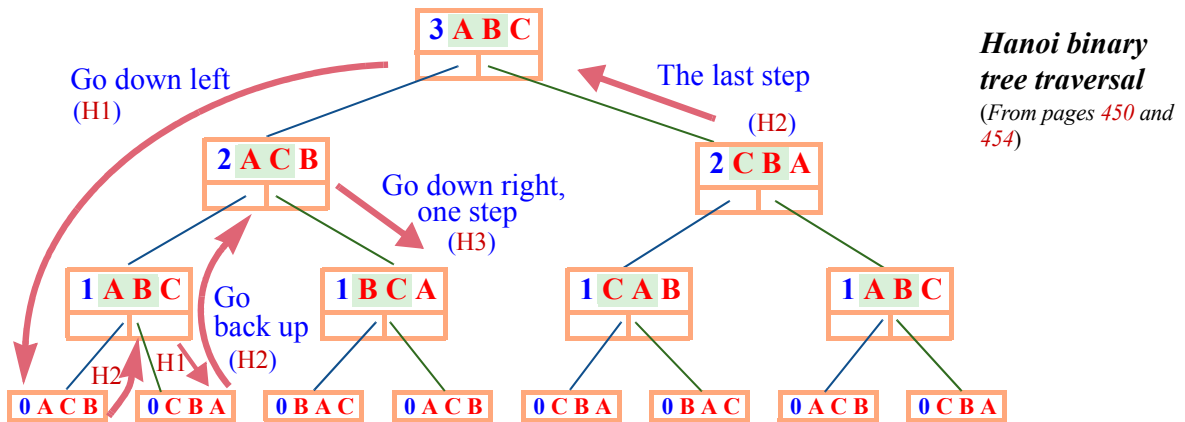 3 A B C
Hanoi binary
tree traversal
(From pages 450 and
454)
Go down left
(H1)
The last step
(H2)
2 A C B
2 C B A
Go down right,
one step
(H3)
1 A B C
1 B C A
1 C A B
1 A B C
Go
back up
(H2)
H2
H1
0 A C B
0 C B A
0 B A C
0 A C B
0 C B A
0 B A C
0 A C B
0 C B A